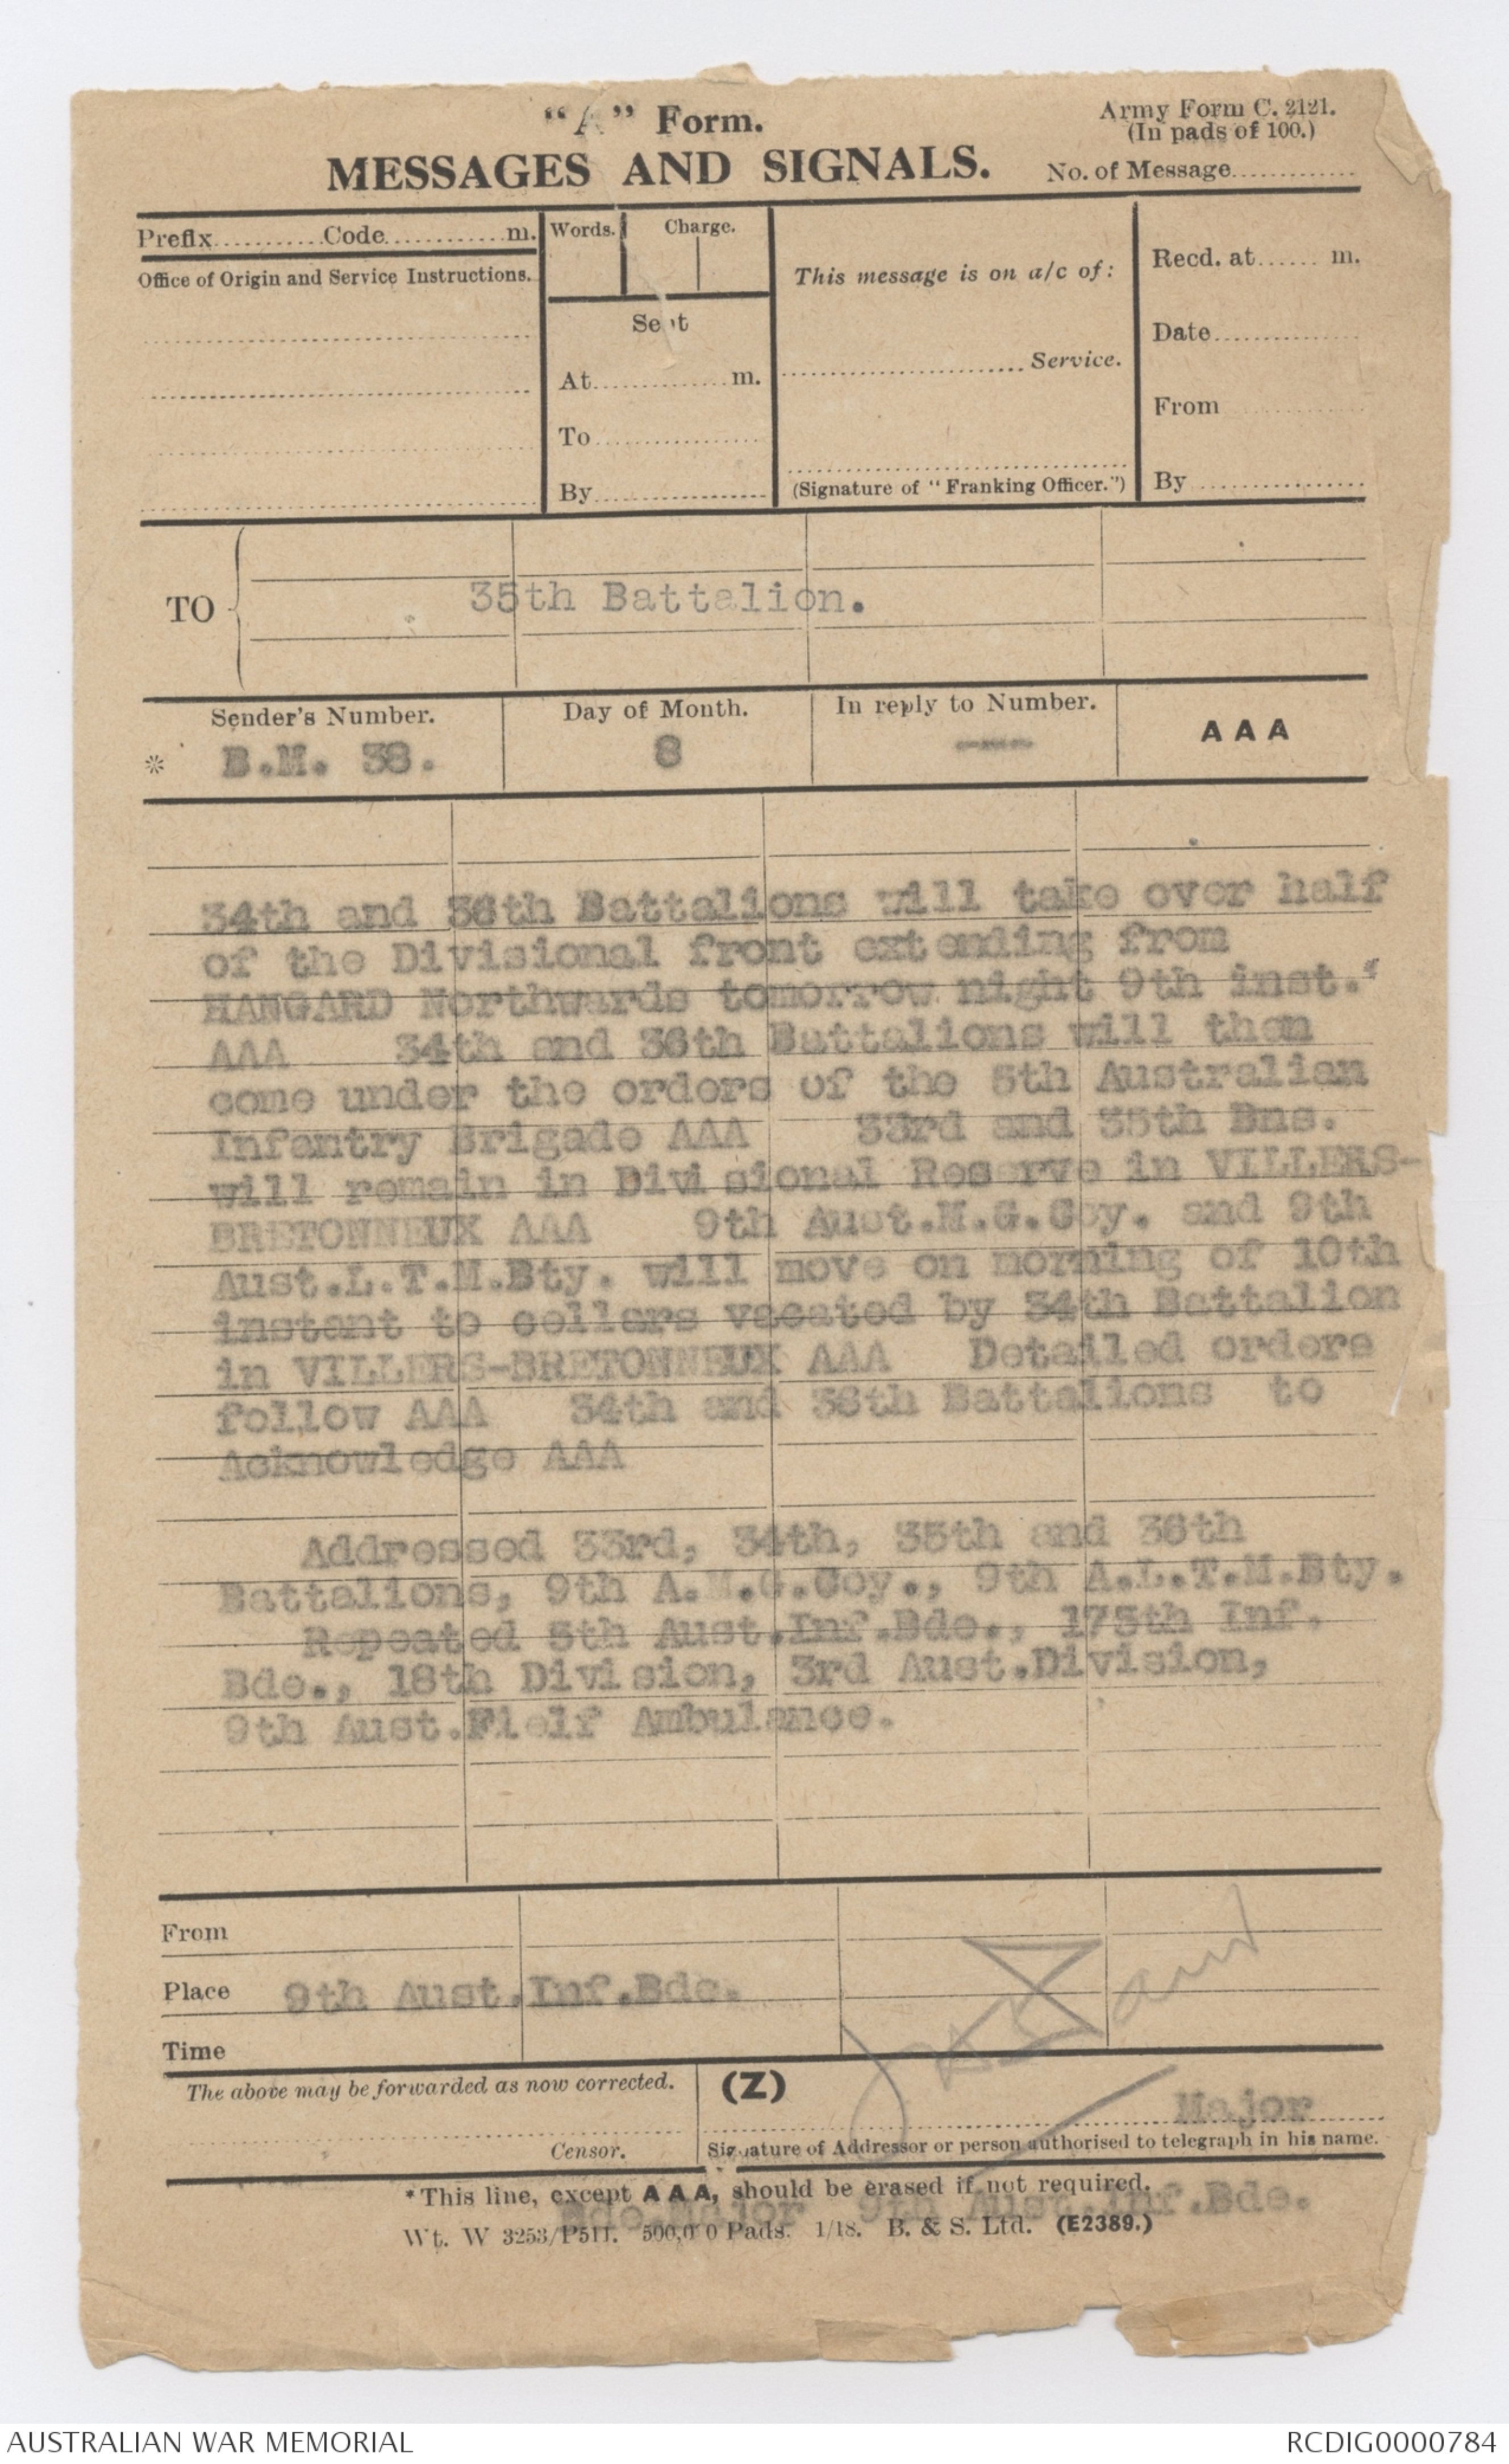 "A" Form.
Army Form C. 2121.
(In pads of 100.)
MESSAGES AND SIGNALS.
No. of Message..............
Prefix...........Code............m.
Words.
Charge.
Office of Origin and Service Instructions.
Sent
At..............m.
To.................
By..................
This message is on a/c of:
......................... Service.
(Signature of "Franking Officer.")
Recd. at...... m.
Date...............
From ..............
By .................
TO
35th Battalion.
Sender's Number.
Day of Month.
In reply to Number.
AAA
* B.M. 38.
8
----
34th and 36th Battalions will take over half
of the Divisional front extending from
HANGARD Northwards tomorrow night 9th inst.
AAA 34th and 36th Battalions will then
come under the orders of the 5th Australian
Infantry Brigade AAA 33rd and 35th Bns.
will remain in Divisional Reserve in VILLERS-
BRETONNEUX AAA 9th Aust.M.G.Coy. and 9th
Aust.L.T.M.Bty. will move on morning of 10th
instant to cellars vacated by 34th Battalion
in VILLERS-BRETONNEUX AAA Detailed orders
follow AAA 34th and 36th Battalions to
Acknowledge AAA
Addressed 33rd, 34th, 35th and 36th
Battalions, 9th A.M.G.Coy., 9th A.L.T.M.Bty.
Repeated 5th Aust.Inf.Bde., 175th Inf.
Bde., 18th Division, 3rd Aust.Division,
9th Aust.Fielf Ambulance.
From
Place 9th Aust.Inf.Bde.
Time
The above may be forwarded as now corrected.
(Z)
Major
Censor.
Signature of Addressor or person authorised to telegraph in his name.
*This line, except AAA, should be erased if not required.
Bde.Major 9th Aust.Inf.Bde.
Wt. W 3253/P511. 500,000 Pads. 1/18. B. & S. Ltd. (E2389.)
AUSTRALIAN WAR MEMORIAL
RCDIG0000784